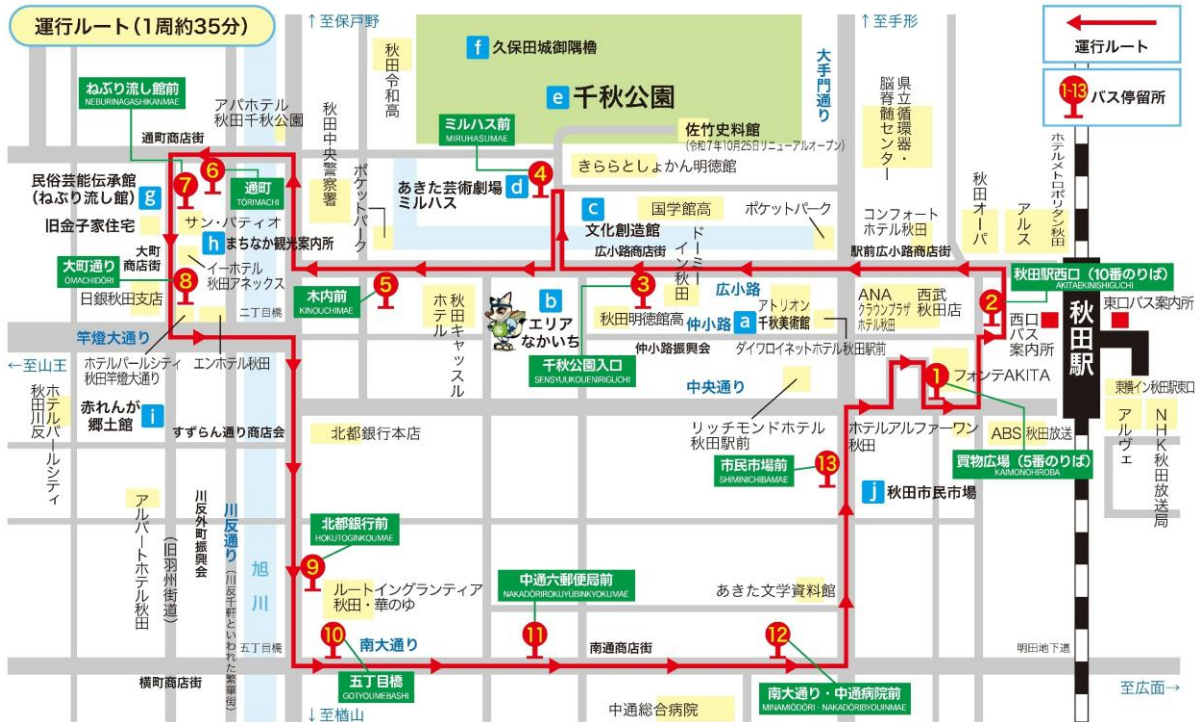 運行ルート(1周約35分)
↑至保戸野
↑至手形
運行ルート
1~13
バス停留所
f 久保田城御隅櫓
e 千秋公園
大手門通り
秋田令和高
県立循環器・
脳脊髄センター
ホテルメトロポリタン秋田
ねぶり流し館前
NEBURINAGASHIKANMAE
アパホテル
秋田千秋公園
通町商店街
秋田中央警察署
ポケットパーク
ミルハス前
MIRUHASUMAE
佐竹史料館
(令和7年10月25日リニューアルオープン)
きららとしょかん明徳館
4
あきた芸術劇場
ミルハス
d
c
文化創造館
国学館高
ポケットパーク
コンフォート
ホテル秋田
秋田オーパ
アルス
民俗芸能伝承館
(ねぶり流し館)
g
7
6
通町
TŌRIMACHI
旧金子家住宅
サン・パティオ
h まちなか観光案内所
大町
商店街
大町通り
ŌMACHIDŌRI
イーホテル
秋田アネックス
8
日銀秋田支店
二丁目橋
竿燈大通り
木内前
KINOUCHIMAE
5
秋田キャッスル
ホテル
b
エリア
なかいち
広小路商店街
ドーミー
イン秋田
3
広小路
駅前広小路商店街
秋田明徳館高
仲小路
a
アトリオン
千秋美術館
ANA
クラウンプラザ
ホテル秋田
西武
秋田店
2
秋田駅西口(10番のりば)
AKITAEKINISHIGUCHI
西口
バス
案内所
東口バス案内所
秋田駅
千秋公園入口
SENSYUUKOUENIRIGUCHI
仲小路振興会
ダイワロイネットホテル秋田駅前
←至山王
ホテルパールシティ
秋田竿燈大通り
エンホテル秋田
中央通り
1
フォンテAKITA
東横イン秋田駅東口
ホテルパールシティ
秋田川反
赤れんが
郷土館
i
すずらん通り商店会
北都銀行本店
リッチモンドホテル
秋田駅前
ホテルアルファーワン
秋田
ABS秋田放送
アルヴェ
NHK秋田放送局
買物広場(5番のりば)
KAIMONOHIROBA
市民市場前
SHIMINICHIBAMAE
13
j 秋田市民市場
アルバートホテル秋田
(旧羽州街道)
川反外町振興会
川反通り
(川反千軒といわれた繁華街)
旭川
北都銀行前
HOKUTOGINKOUMAE
9
ルートイングランティア
秋田・華のゆ
中通六郵便局前
NAKADŌRIROKUYŪBINKYOKUMAE
あきた文学資料館
10
南大通り
11
南通商店街
12
五丁目橋
明田地下道
横町商店街
五丁目橋
GOTYOUMEBASHI
南大通り・中通病院前
MINAMIŌDŌRI・NAKADŌRIBYOUINMAE
至広面→
↓至楢山
中通総合病院